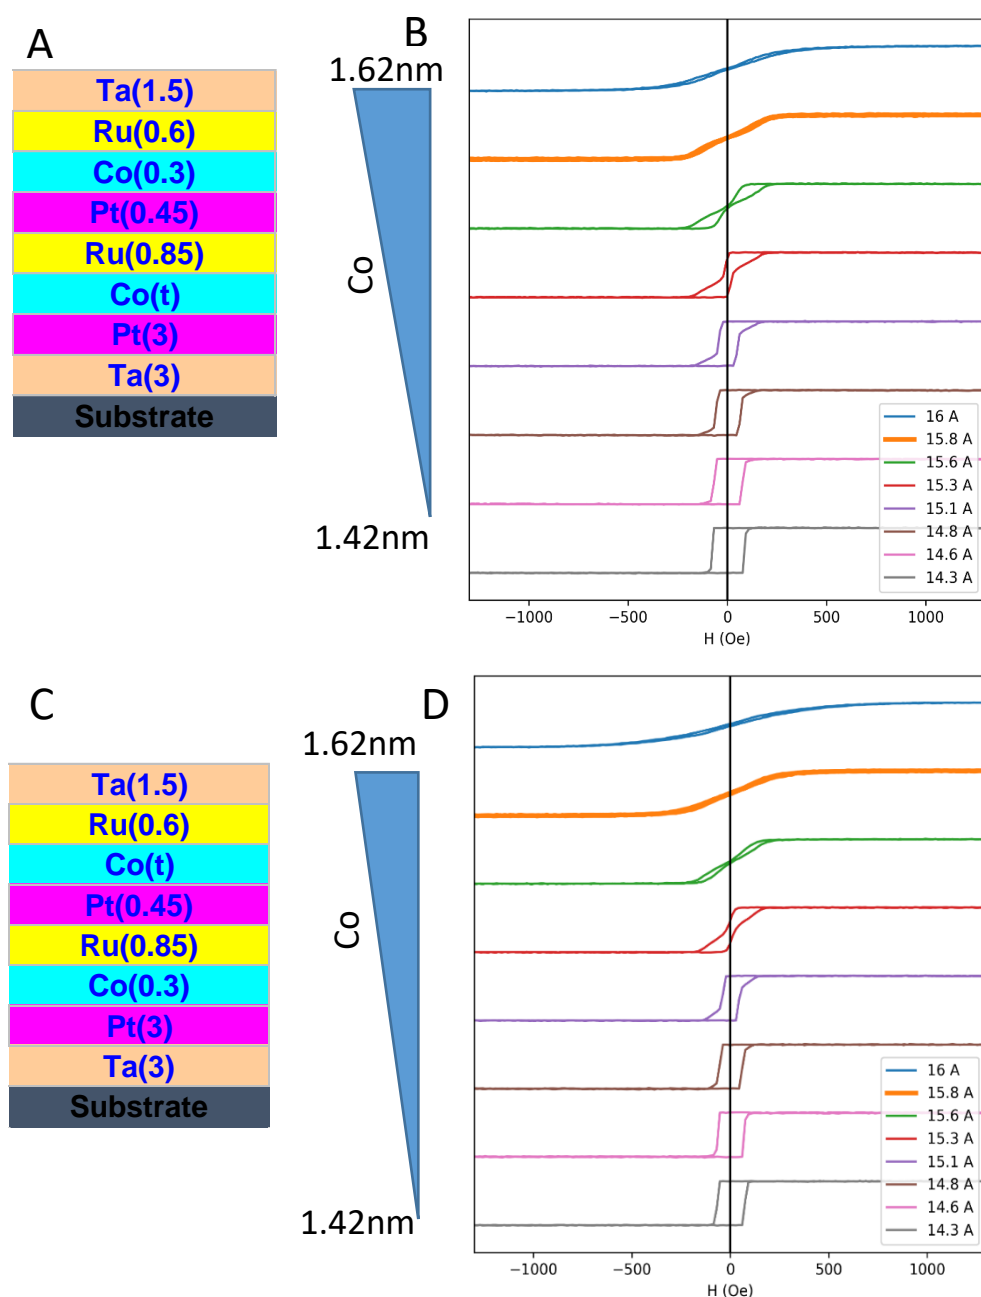 A
Ta(1.5)
Ru(0.6)
Co(0.3)
Pt(0.45)
Ru(0.85)
Co(t)
Pt(3)
Ta(3)
Substrate
1.62nm
Co
1.42nm
B
16 A
15.8 A
15.6 A
15.3 A
15.1 A
14.8 A
14.6 A
14.3 A
−1000 −500 0 500 1000
H (Oe)
C
Ta(1.5)
Ru(0.6)
Co(t)
Pt(0.45)
Ru(0.85)
Co(0.3)
Pt(3)
Ta(3)
Substrate
1.62nm
Co
1.42nm
D
16 A
15.8 A
15.6 A
15.3 A
15.1 A
14.8 A
14.6 A
14.3 A
−1000 −500 0 500 1000
H (Oe)